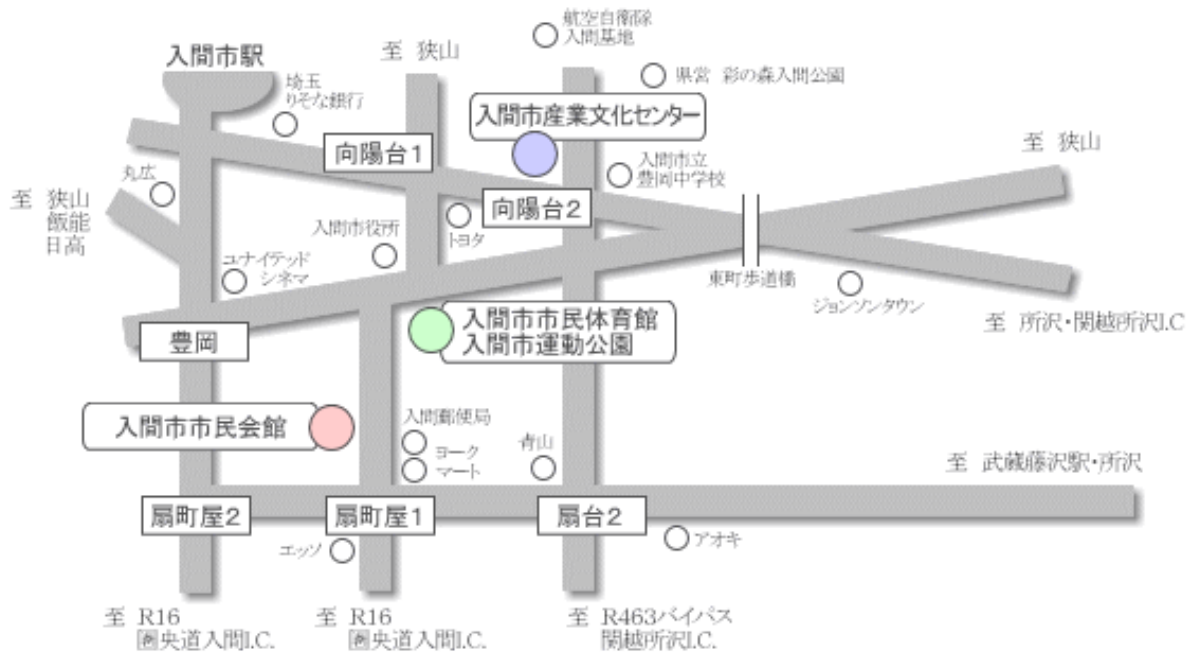 航空自衛隊
入間基地
入間市駅
至 狭山
県営 彩の森入間公園
埼玉
りそな銀行
入間市産業文化センター
向陽台1
至 狭山
入間市立
豊岡中学校
丸広
至 狭山
飯能
日高
向陽台2
入間市役所
トヨタ
ユナイテッド
シネマ
東町歩道橋
ジョンソンタウン
至 所沢・関越所沢I.C
入間市市民体育館
入間市運動公園
豊岡
入間市市民会館
入間郵便局
ヨーク
マート
青山
至 武蔵藤沢駅・所沢
扇町屋2
扇町屋1
扇台2
エッソ
アオキ
至 R16
央道入間I.C.
至 R16
央道入間I.C.
至 R463バイパス
関越所沢I.C.